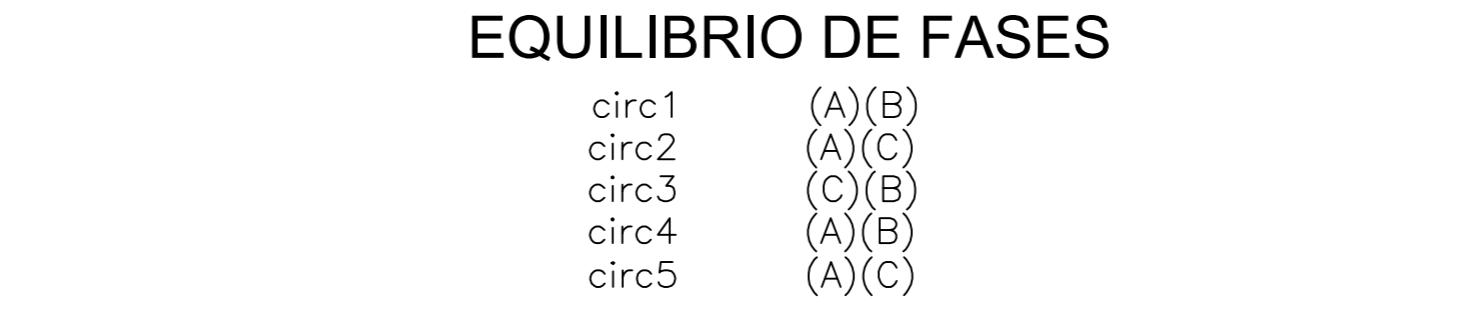 EQUILIBRIO DE FASES
circ1 (A)(B)
circ2 (A)(C)
circ3 (C)(B)
circ4 (A)(B)
circ5 (A)(C)